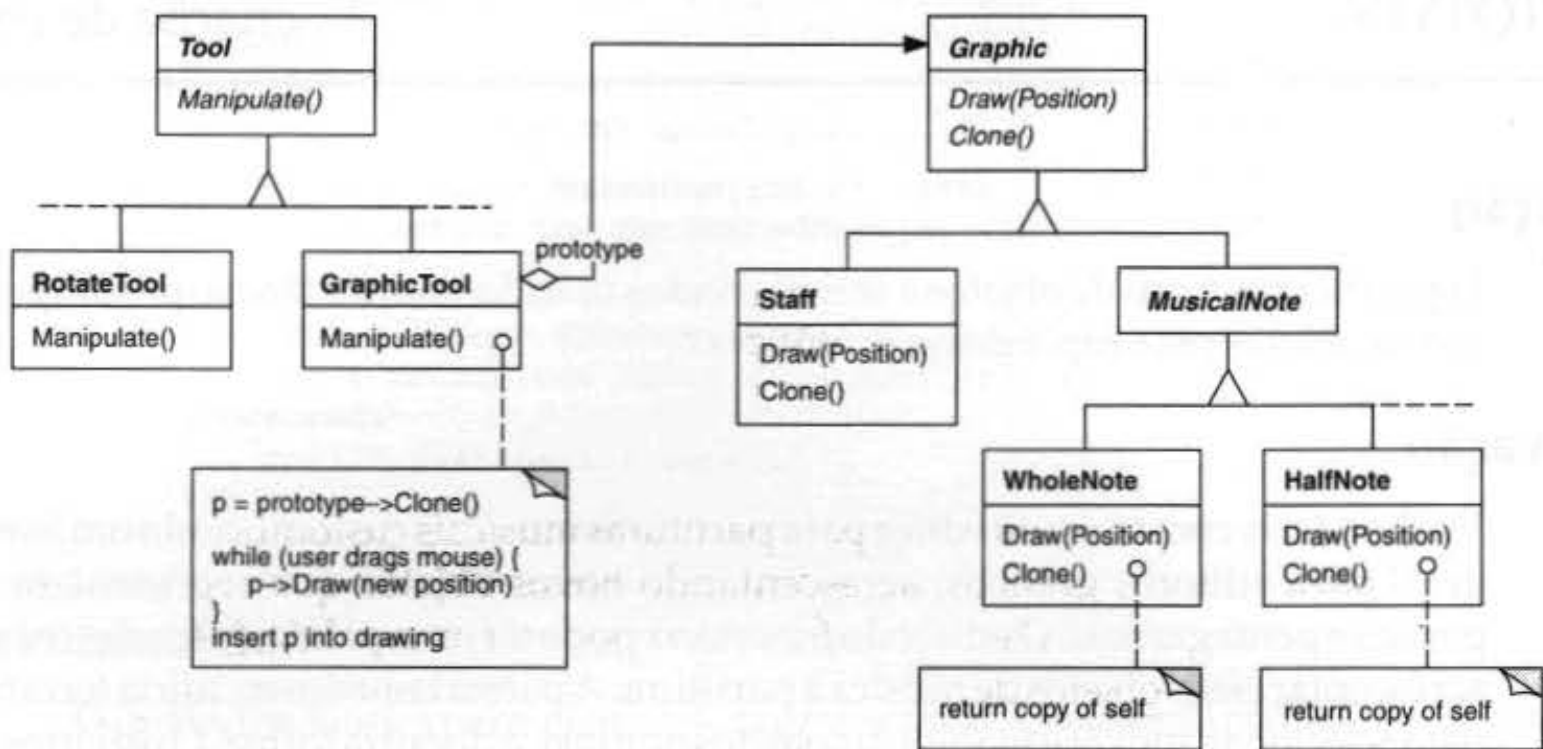 Tool
Manipulate()
Graphic
Draw(Position)
Clone()
prototype
RotateTool
Manipulate()
GraphicTool
Manipulate()
Staff
Draw(Position)
Clone()
MusicalNote
p = prototype->Clone()
while (user drags mouse) {
p->Draw(new position)
}
insert p into drawing
WholeNote
Draw(Position)
Clone()
HalfNote
Draw(Position)
Clone()
return copy of self
return copy of self